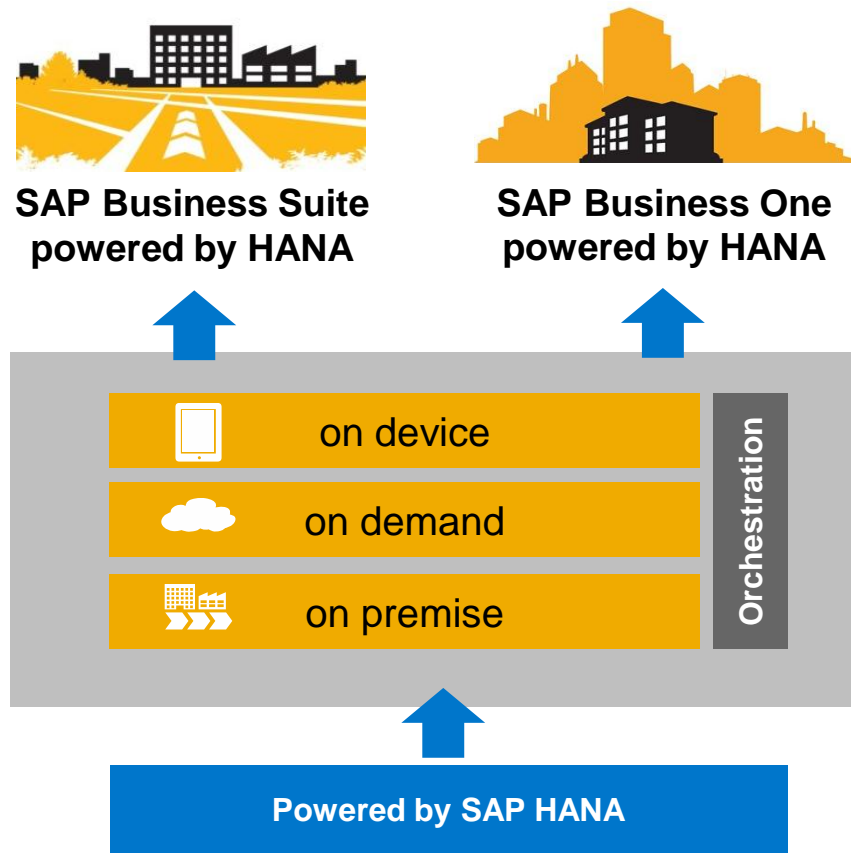 SAP Business Suite
powered by HANA
SAP Business One
powered by HANA
on device
on demand
on premise
Orchestration
Powered by SAP HANA